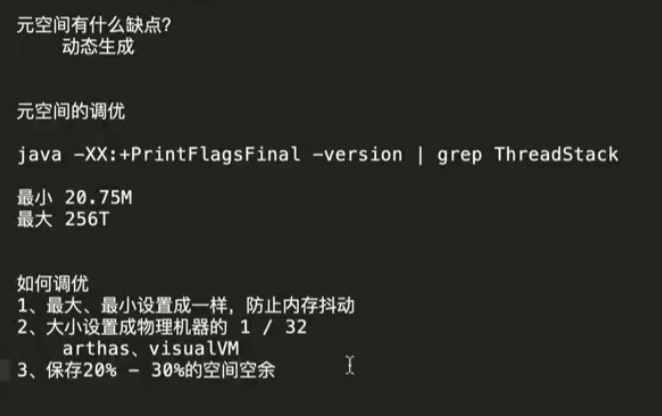 元空间有什么缺点?
动态生成
元空间的调优
java -XX:+PrintFlagsFinal -version | grep ThreadStack
最小 20.75M
最大 256T
如何调优
1、最大、最小设置成一样，防止内存抖动
2、大小设置成物理机器的 1 / 32
arthas、visualVM
3、保存20% - 30%的空间空余